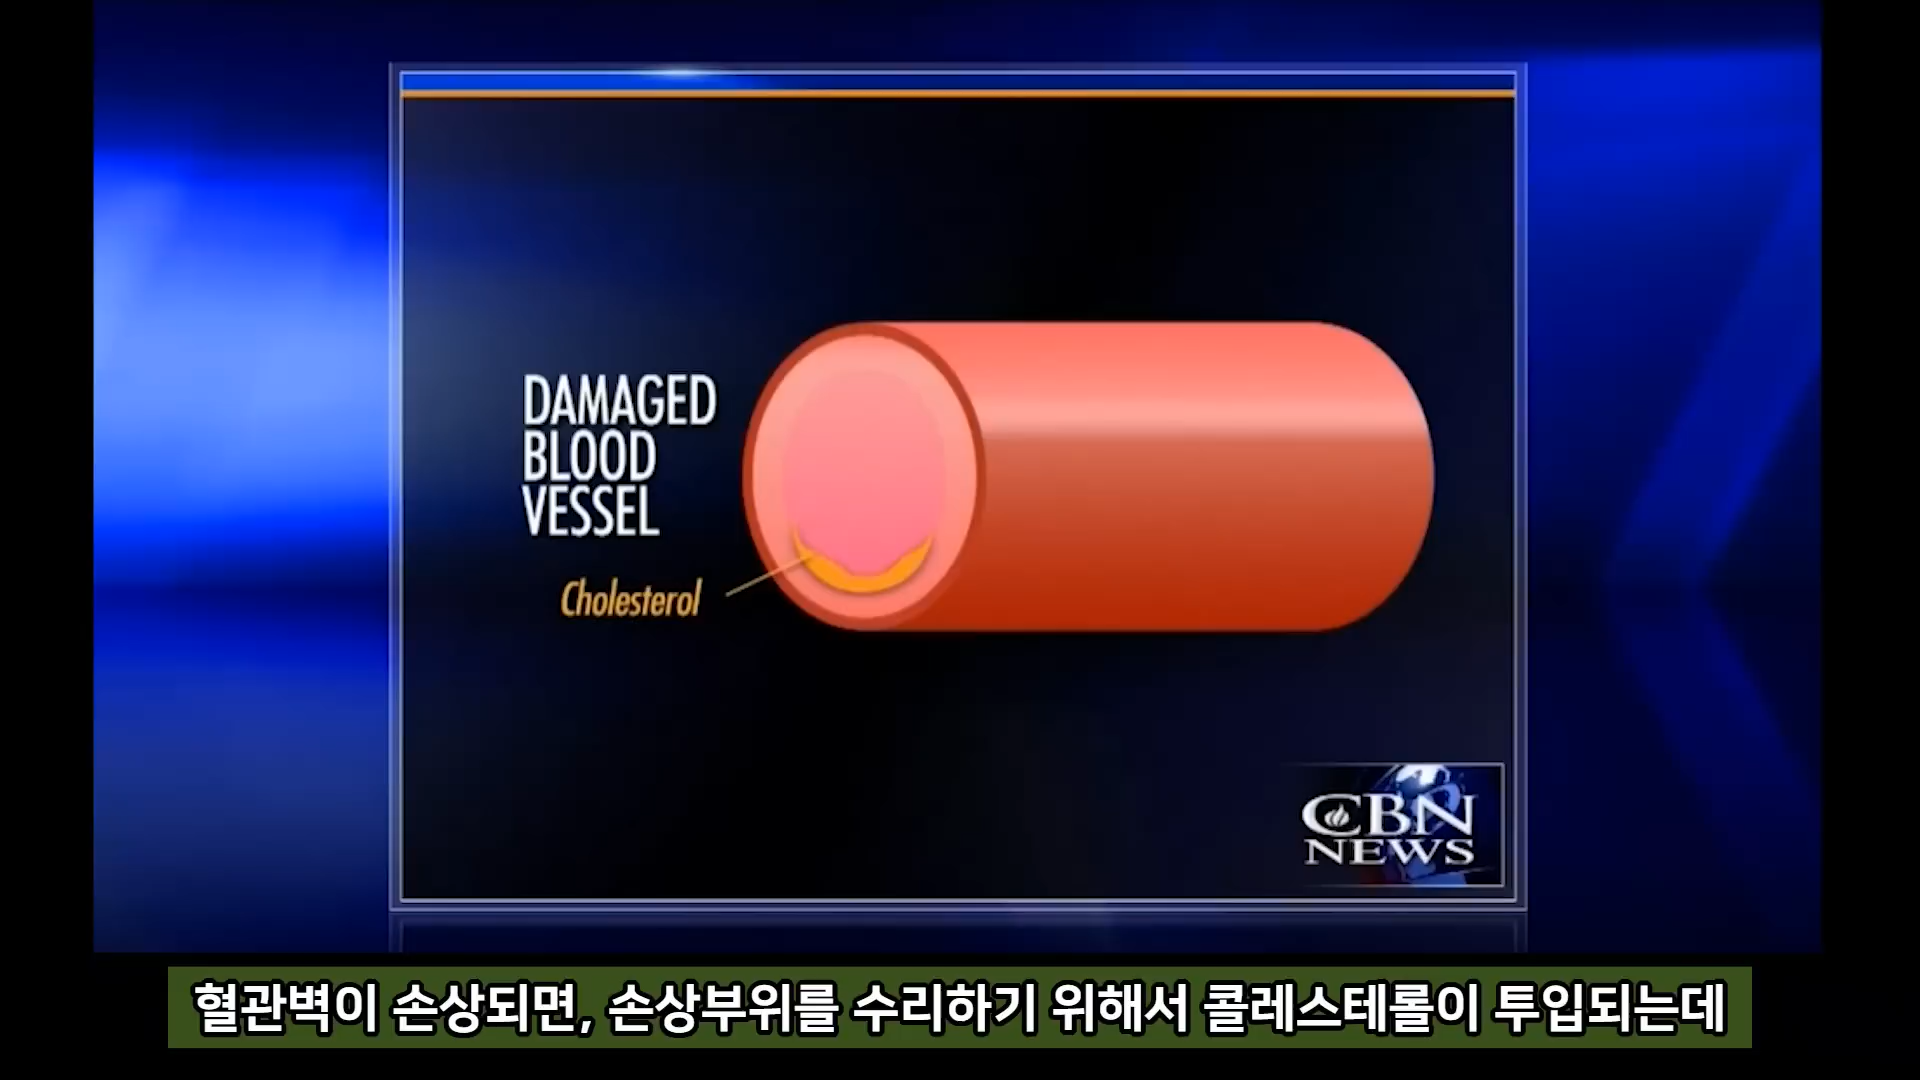 DAMAGED
BLOOD
VESSEL
Cholesterol
CBN
NEWS
혈관벽이 손상되면, 손상부위를 수리하기 위해서 콜레스테롤이 투입되는데